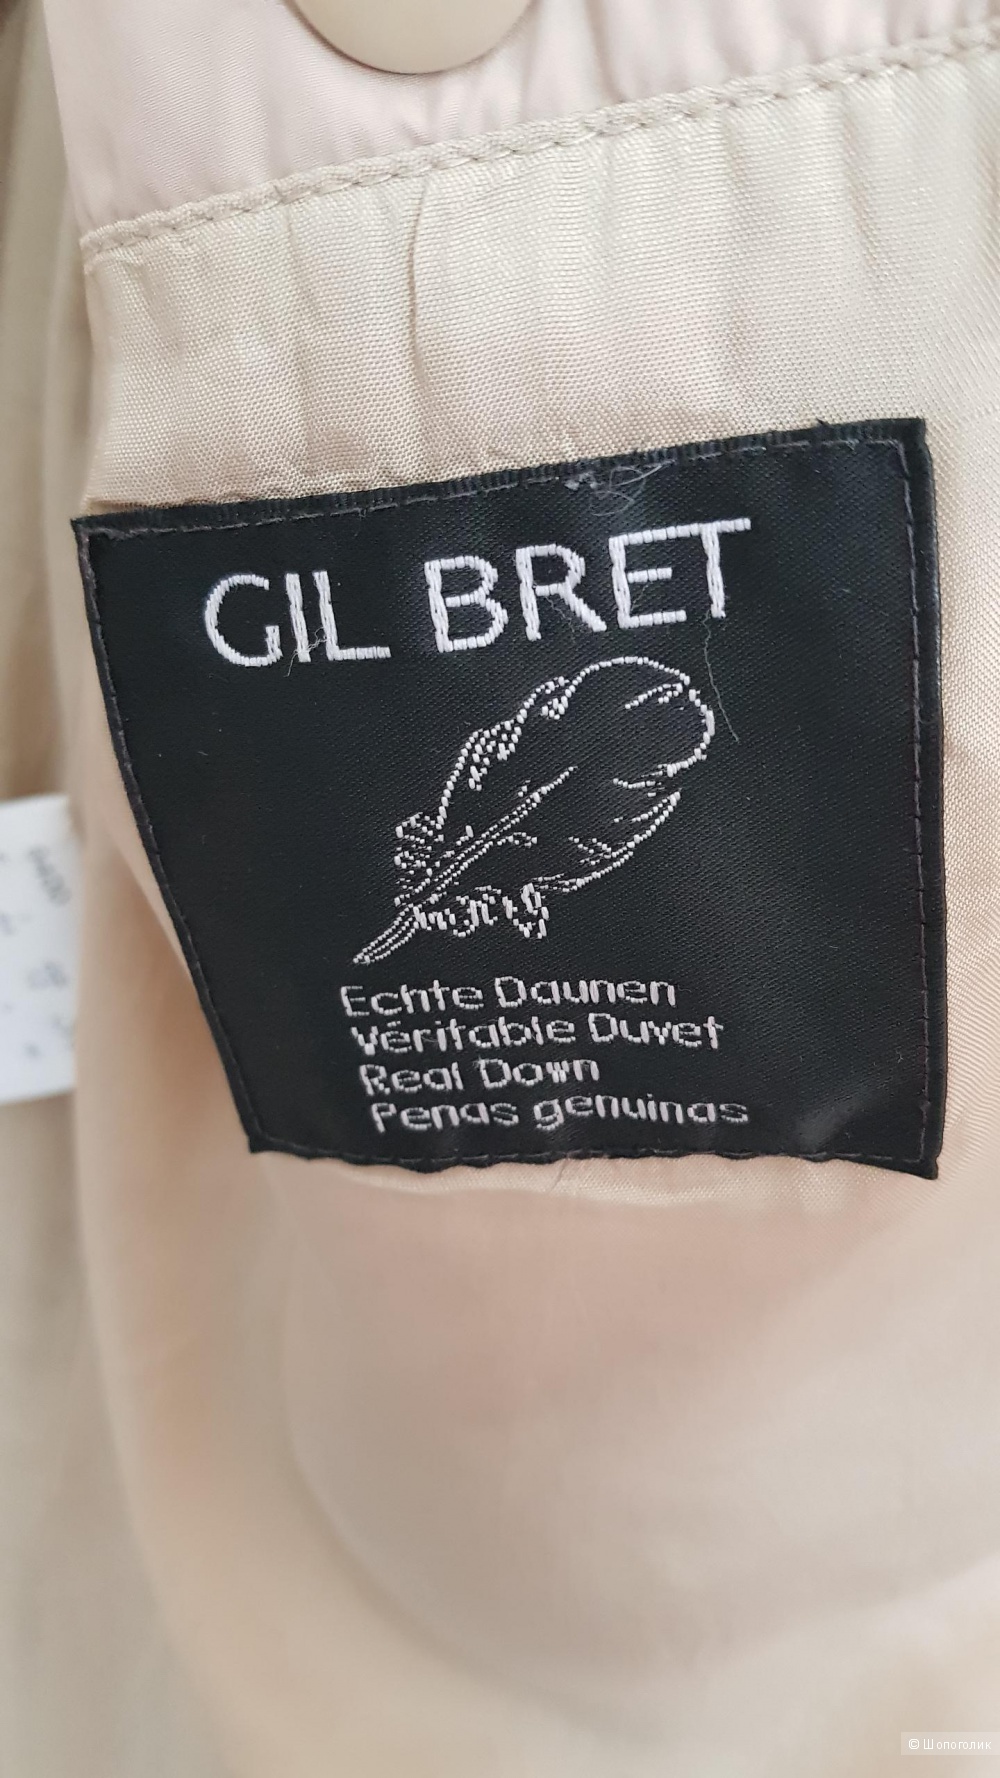 GIL BRET
Echte Daunen
Véritable Duvet
Real Down
Penas genuinas
© Шопоголик